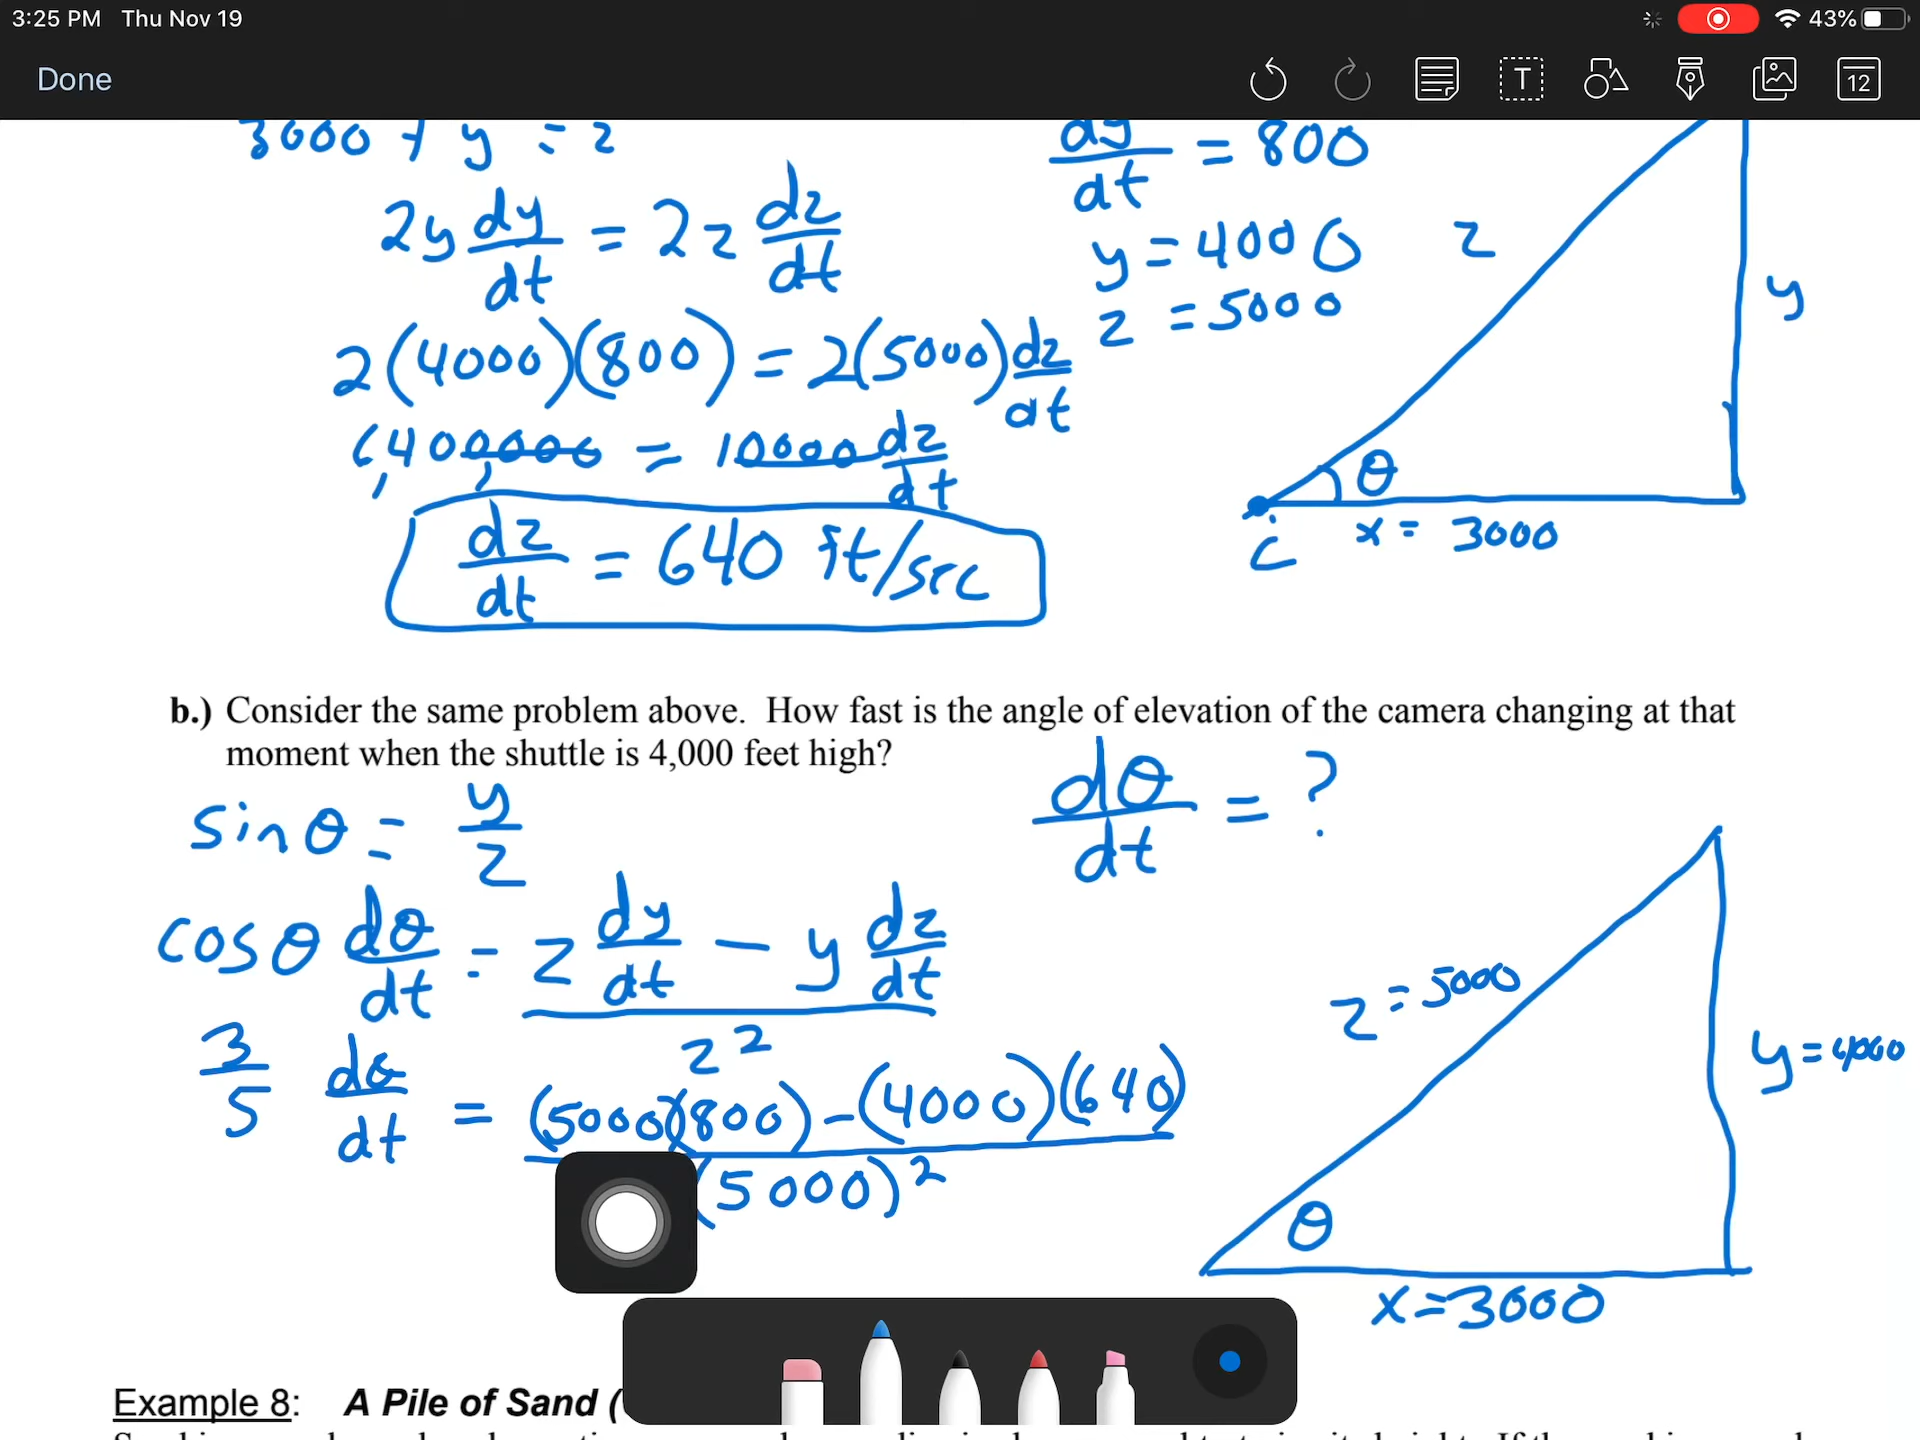 3:25 PM Thu Nov 19
43%
Done
T
12
3000 + y = z
dy/dt = 800
2y dy/dt = 2z dz/dt
y = 4000
z
z = 5000
y
2(4000)(800) = 2(5000) dz/dt
6,400,000 = 10000 dz/dt
θ
x = 3000
C
dz/dt = 640 ft/sec
b.) Consider the same problem above. How fast is the angle of elevation of the camera changing at that
moment when the shuttle is 4,000 feet high?
sin θ = y/z
dθ/dt = ?
cos θ dθ/dt = (z dy/dt - y dz/dt)/z²
z = 5000
y = 4000
3/5 dθ/dt = ((5000)(800) - (4000)(640))/(5000)²
θ
x = 3000
Example 8: A Pile of Sand (